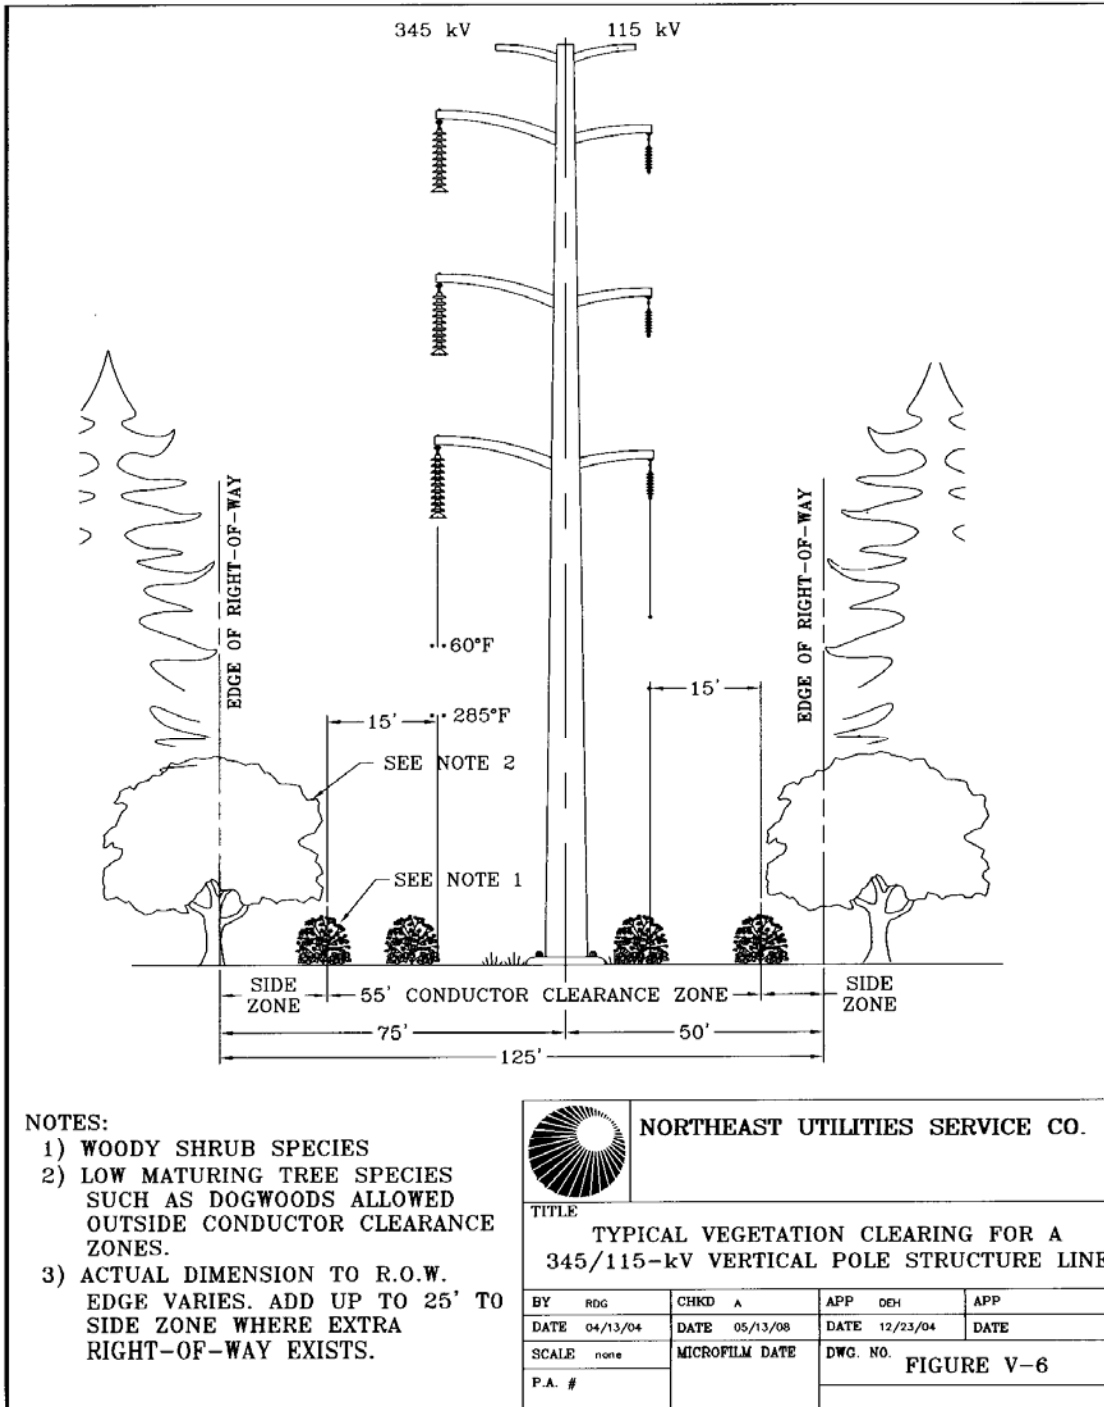 345 kV
115 kV
EDGE OF RIGHT-OF-WAY
EDGE OF RIGHT-OF-WAY
60°F
15'
15'
285°F
SEE NOTE 2
SEE NOTE 1
SIDE
ZONE
55' CONDUCTOR CLEARANCE ZONE
SIDE
ZONE
75'
50'
125'
NOTES:
1) WOODY SHRUB SPECIES
2) LOW MATURING TREE SPECIES
SUCH AS DOGWOODS ALLOWED
OUTSIDE CONDUCTOR CLEARANCE
ZONES.
3) ACTUAL DIMENSION TO R.O.W.
EDGE VARIES. ADD UP TO 25' TO
SIDE ZONE WHERE EXTRA
RIGHT-OF-WAY EXISTS.
NORTHEAST UTILITIES SERVICE CO.
TITLE
TYPICAL VEGETATION CLEARING FOR A
345/115-kV VERTICAL POLE STRUCTURE LINE
BY RDG
CHKD A
APP DEH
APP
DATE 04/13/04
DATE 05/13/08
DATE 12/23/04
DATE
SCALE none
MICROFILM DATE
DWG. NO.
FIGURE V-6
P.A. #